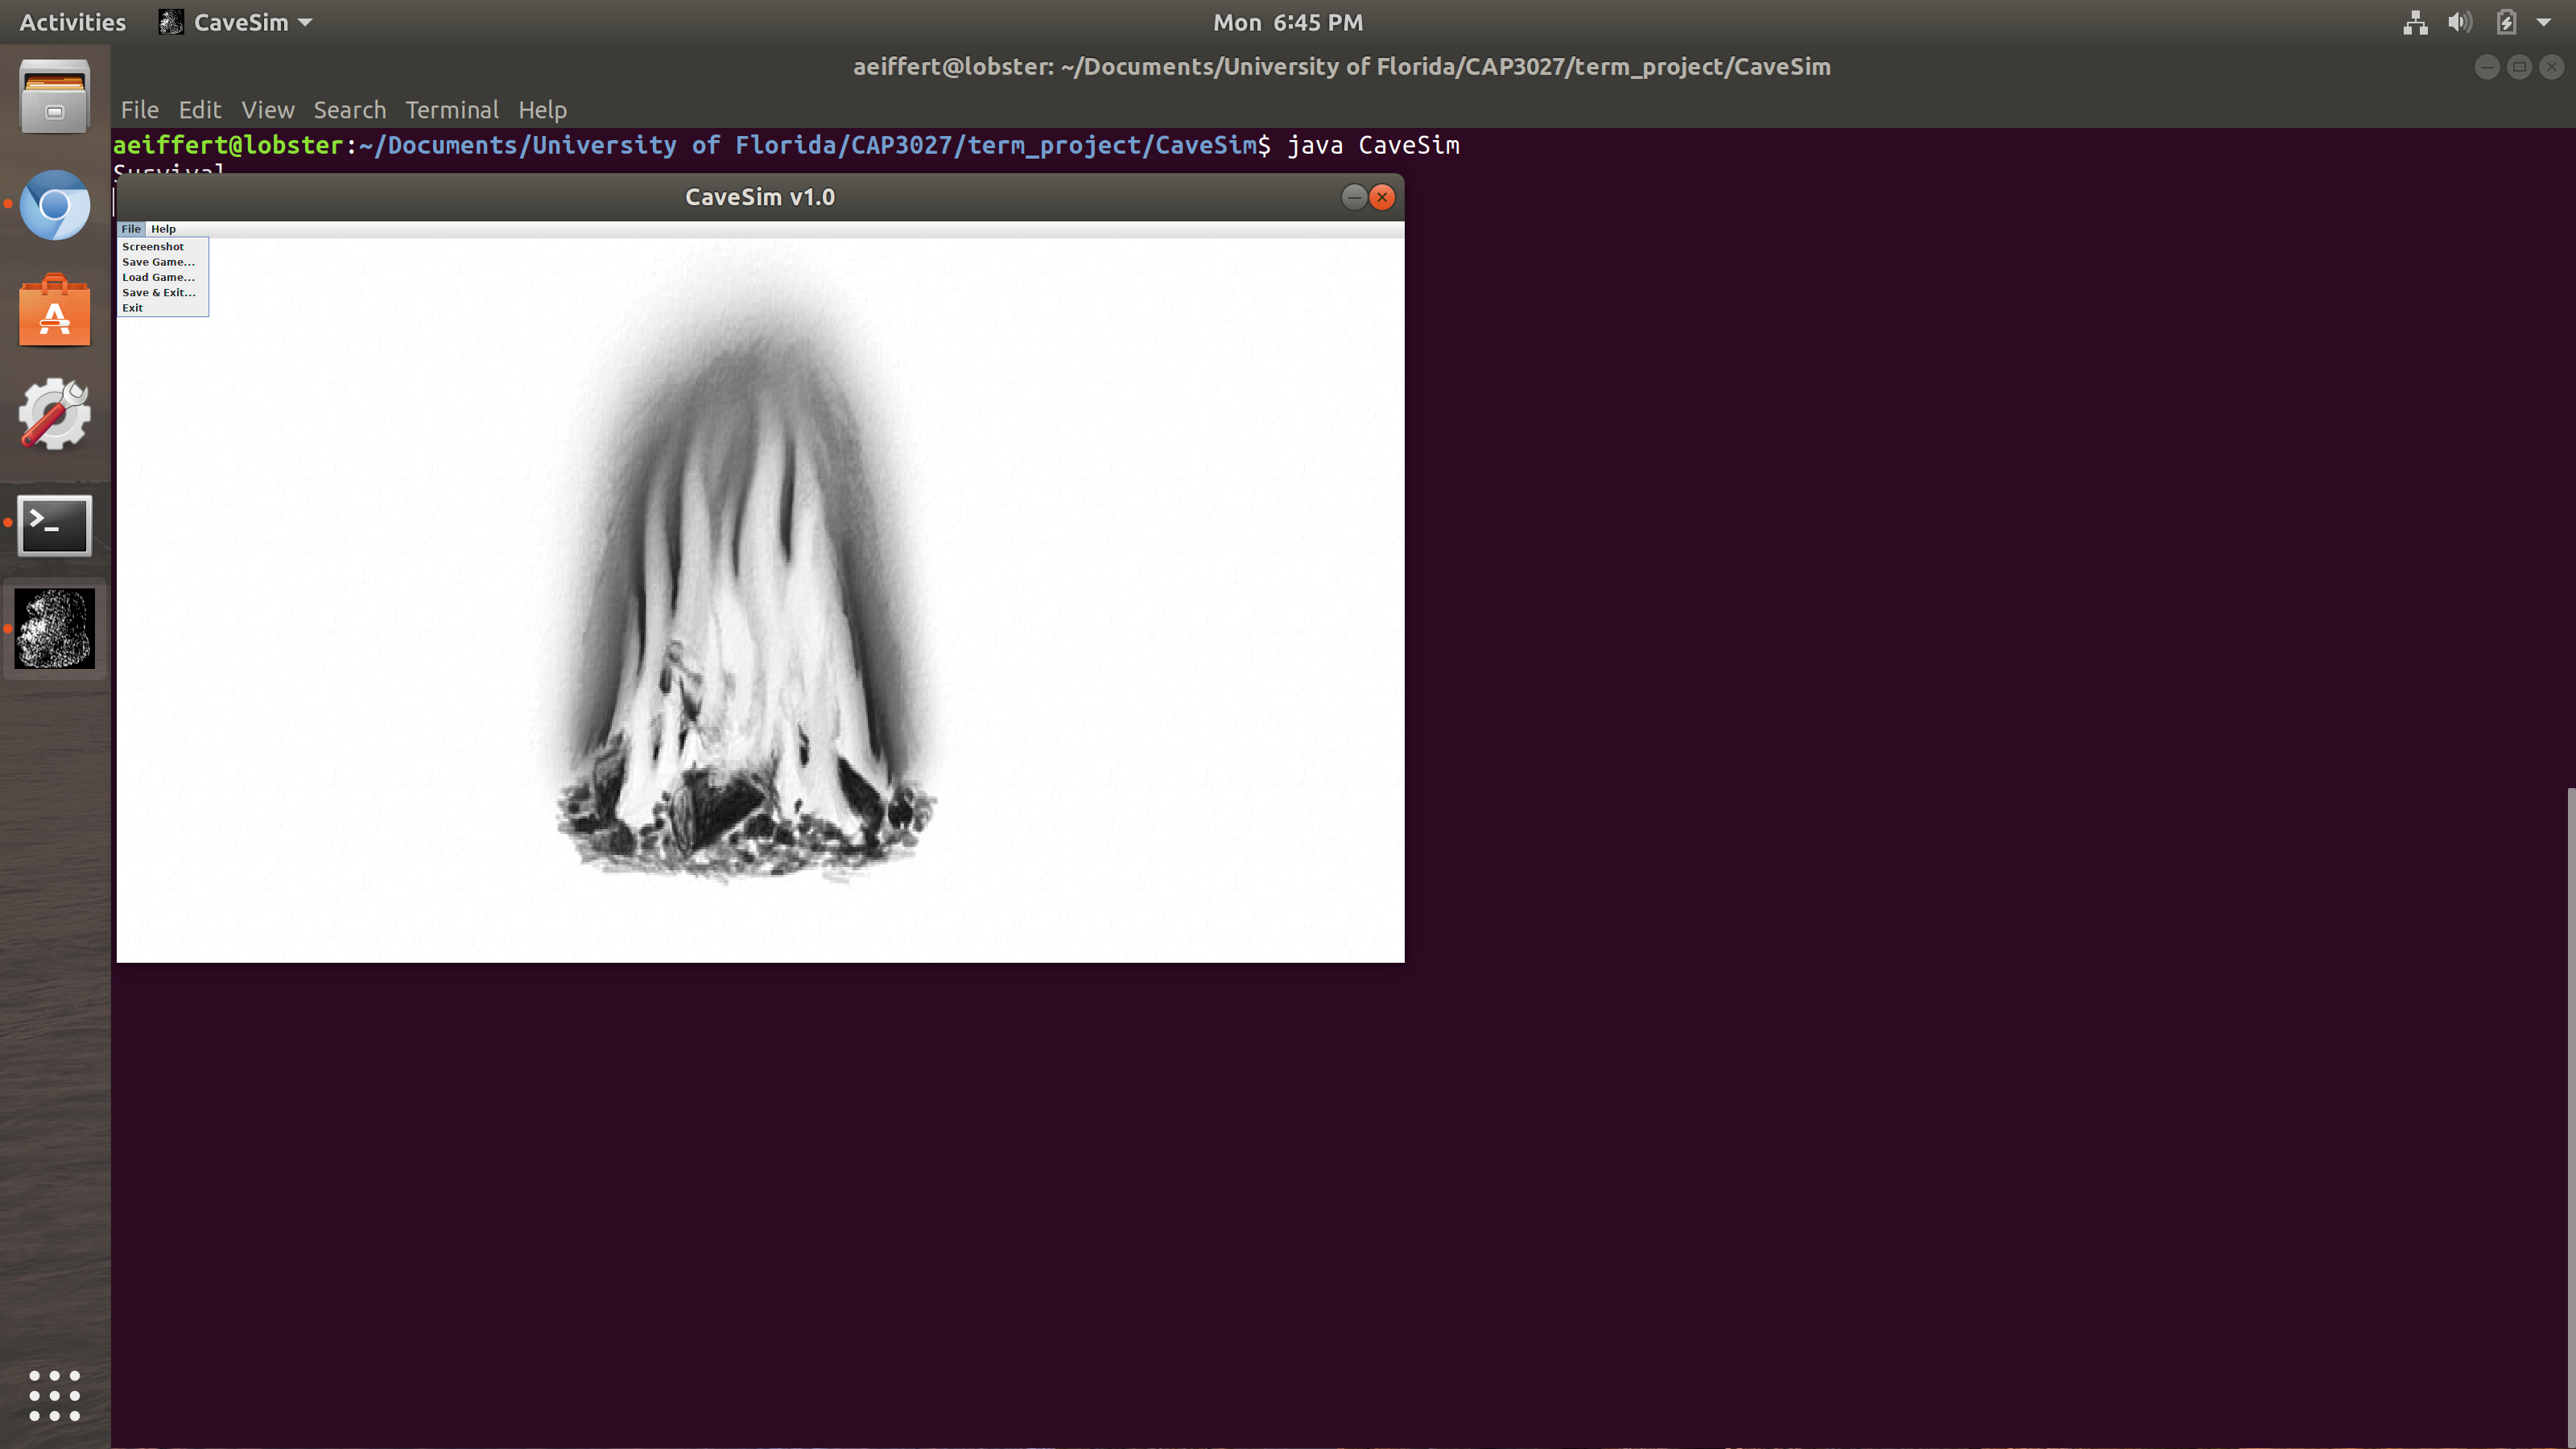 Activities CaveSim Mon 6:45 PM
aeiffert@lobster: ~/Documents/University of Florida/CAP3027/term_project/CaveSim
File Edit View Search Terminal Help
aeiffert@lobster:~/Documents/University of Florida/CAP3027/term_project/CaveSim$ java CaveSim
Survival
CaveSim v1.0
File Help
Screenshot
Save Game...
Load Game...
Save & Exit...
Exit